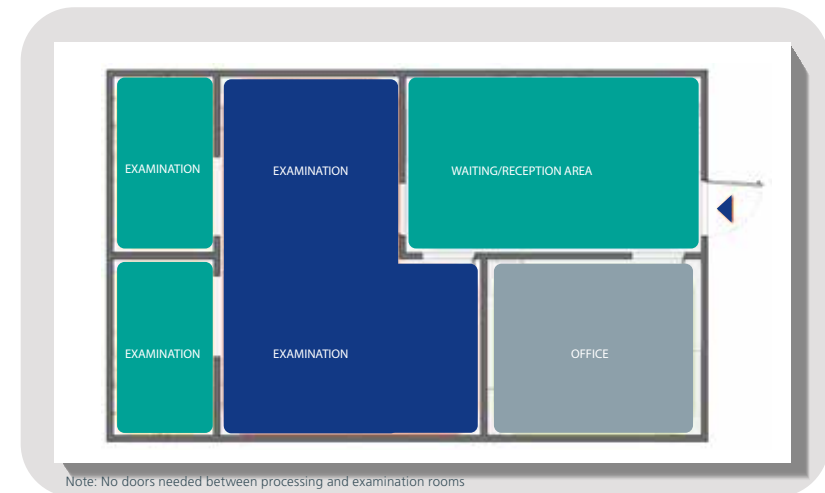 EXAMINATION
EXAMINATION
WAITING/RECEPTION AREA
EXAMINATION
EXAMINATION
OFFICE
Note: No doors needed between processing and examination rooms